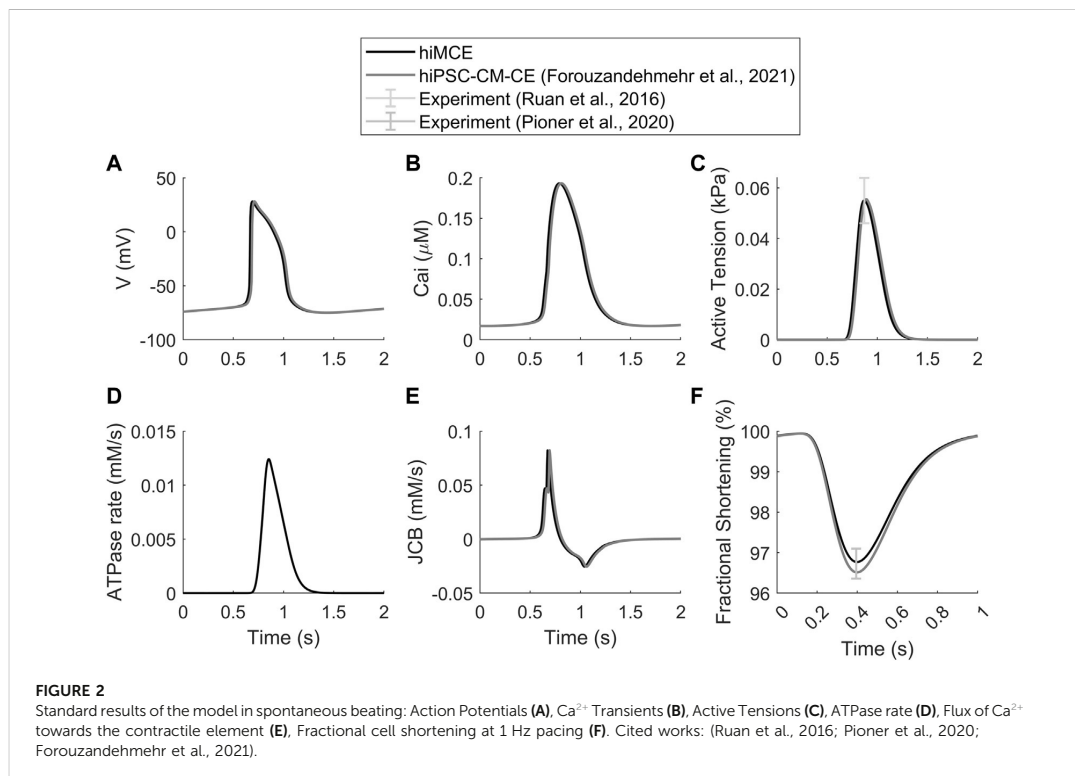 hiMCE
hiPSC-CM-CE (Forouzandehmehr et al., 2021)
Experiment (Ruan et al., 2016)
Experiment (Pioner et al., 2020)
A
V (mV)
50
0
-50
-100
0 0.5 1 1.5 2
B
Cai (μM)
0.2
0.15
0.1
0.05
0
0 0.5 1 1.5 2
C
Active Tension (kPa)
0.06
0.04
0.02
0
0 0.5 1 1.5 2
D
ATPase rate (mM/s)
0.015
0.01
0.005
0
0 0.5 1 1.5 2
Time (s)
E
JCB (mM/s)
0.1
0.05
0
-0.05
0 0.5 1 1.5 2
Time (s)
F
Fractional Shortening (%)
100
99
98
97
96
0 0.2 0.4 0.6 0.8 1
Time (s)
FIGURE 2
Standard results of the model in spontaneous beating: Action Potentials (A), Ca²⁺ Transients (B), Active Tensions (C), ATPase rate (D), Flux of Ca²⁺
towards the contractile element (E), Fractional cell shortening at 1 Hz pacing (F). Cited works: (Ruan et al., 2016; Pioner et al., 2020;
Forouzandehmehr et al., 2021).